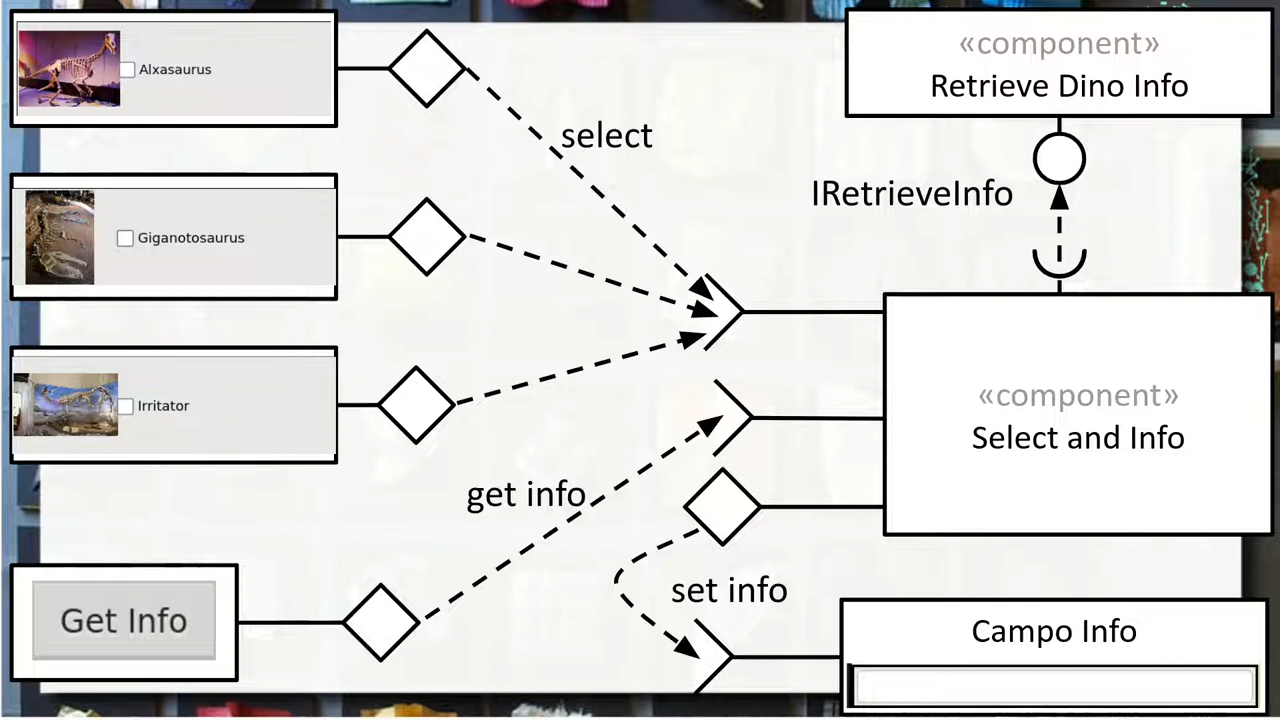 Alxasaurus
select
«component»
Retrieve Dino Info
IRetrieveInfo
Giganotosaurus
Irritator
«component»
Select and Info
get info
Get Info
set info
Campo Info